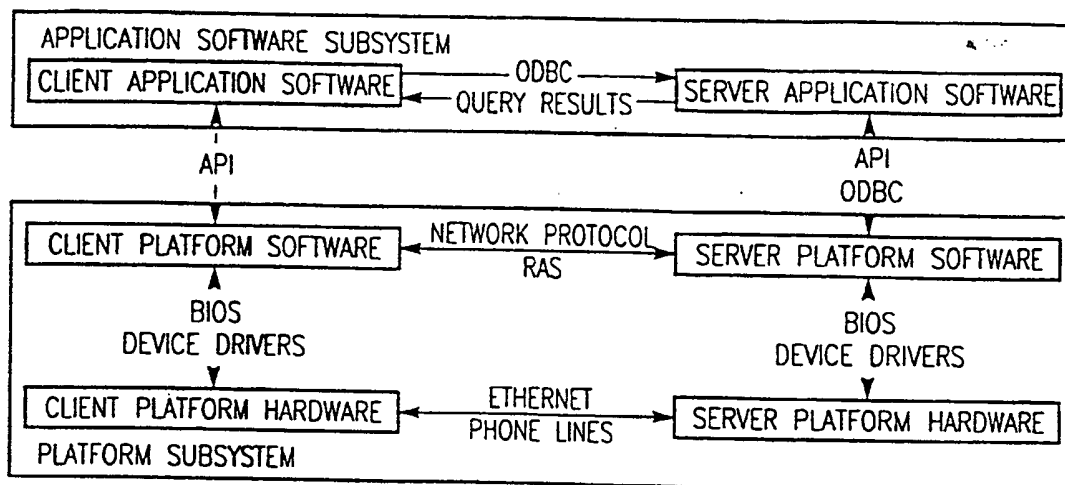 APPLICATION SOFTWARE SUBSYSTEM
CLIENT APPLICATION SOFTWARE
ODBC
QUERY RESULTS
SERVER APPLICATION SOFTWARE
API
API
ODBC
CLIENT PLATFORM SOFTWARE
NETWORK PROTOCOL
RAS
SERVER PLATFORM SOFTWARE
BIOS
DEVICE DRIVERS
BIOS
DEVICE DRIVERS
CLIENT PLATFORM HARDWARE
ETHERNET
PHONE LINES
SERVER PLATFORM HARDWARE
PLATFORM SUBSYSTEM